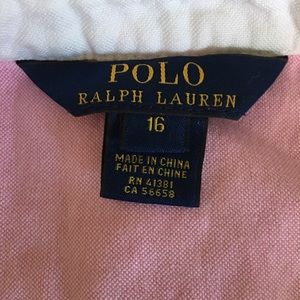 POLO
RALPH LAUREN
16
MADE IN CHINA
FAIT EN CHINE
RN 41381
CA 56658